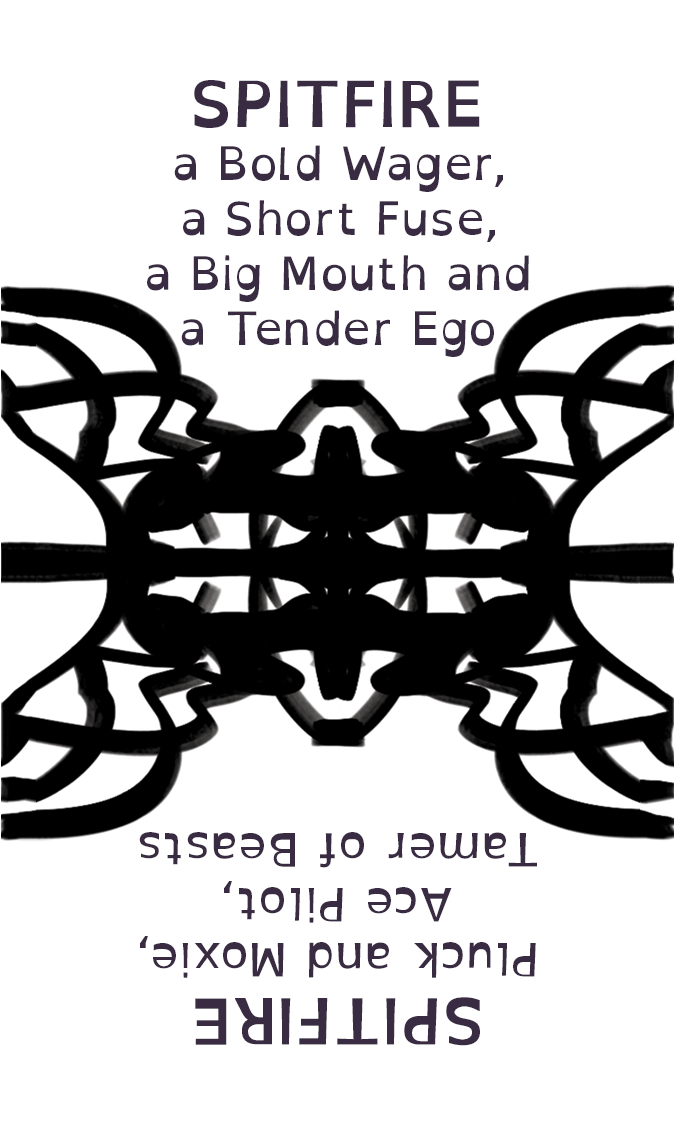 SPITFIRE
a Bold Wager,
a Short Fuse,
a Big Mouth and
a Tender Ego
SPITFIRE
Pluck and Moxie,
Ace Pilot,
Tamer of Beasts